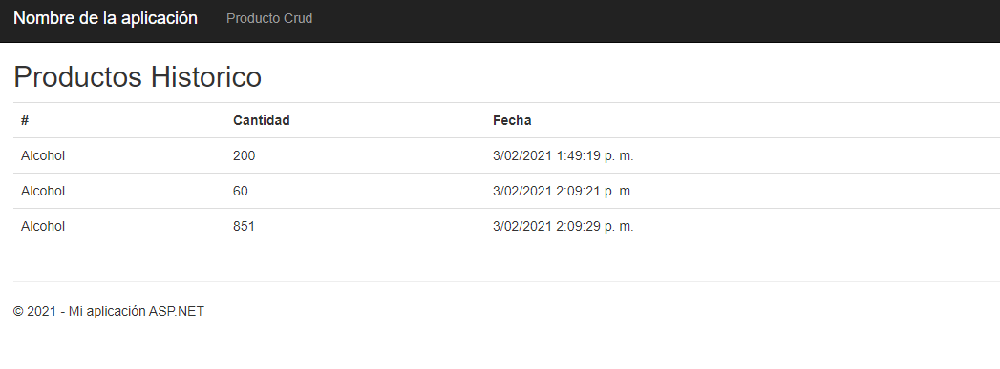 Nombre de la aplicación Producto Crud
Productos Historico
# Cantidad Fecha
Alcohol 200 3/02/2021 1:49:19 p. m.
Alcohol 60 3/02/2021 2:09:21 p. m.
Alcohol 851 3/02/2021 2:09:29 p. m.
© 2021 - Mi aplicación ASP.NET